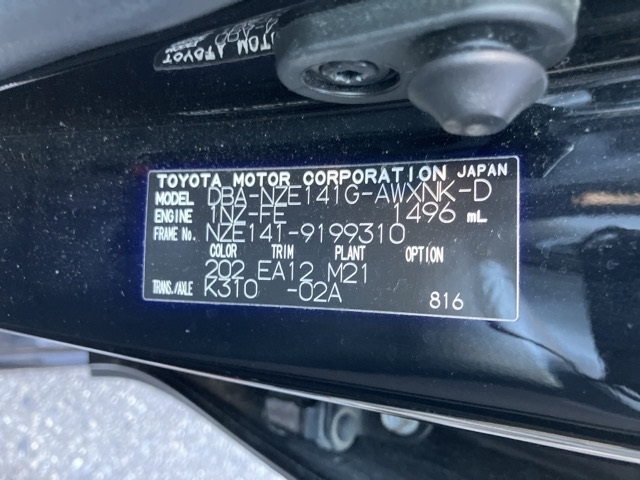 TOYOTA MOTOR CORPORATION JAPAN
MODEL DBA-NZE141G-AWXNK-D
ENGINE 1NZ-FE 1496 mL
FRAME No. NZE141-9199310
COLOR TRIM PLANT OPTION
202 EA12 M21
TRANS./AXLE K310 -02A
816